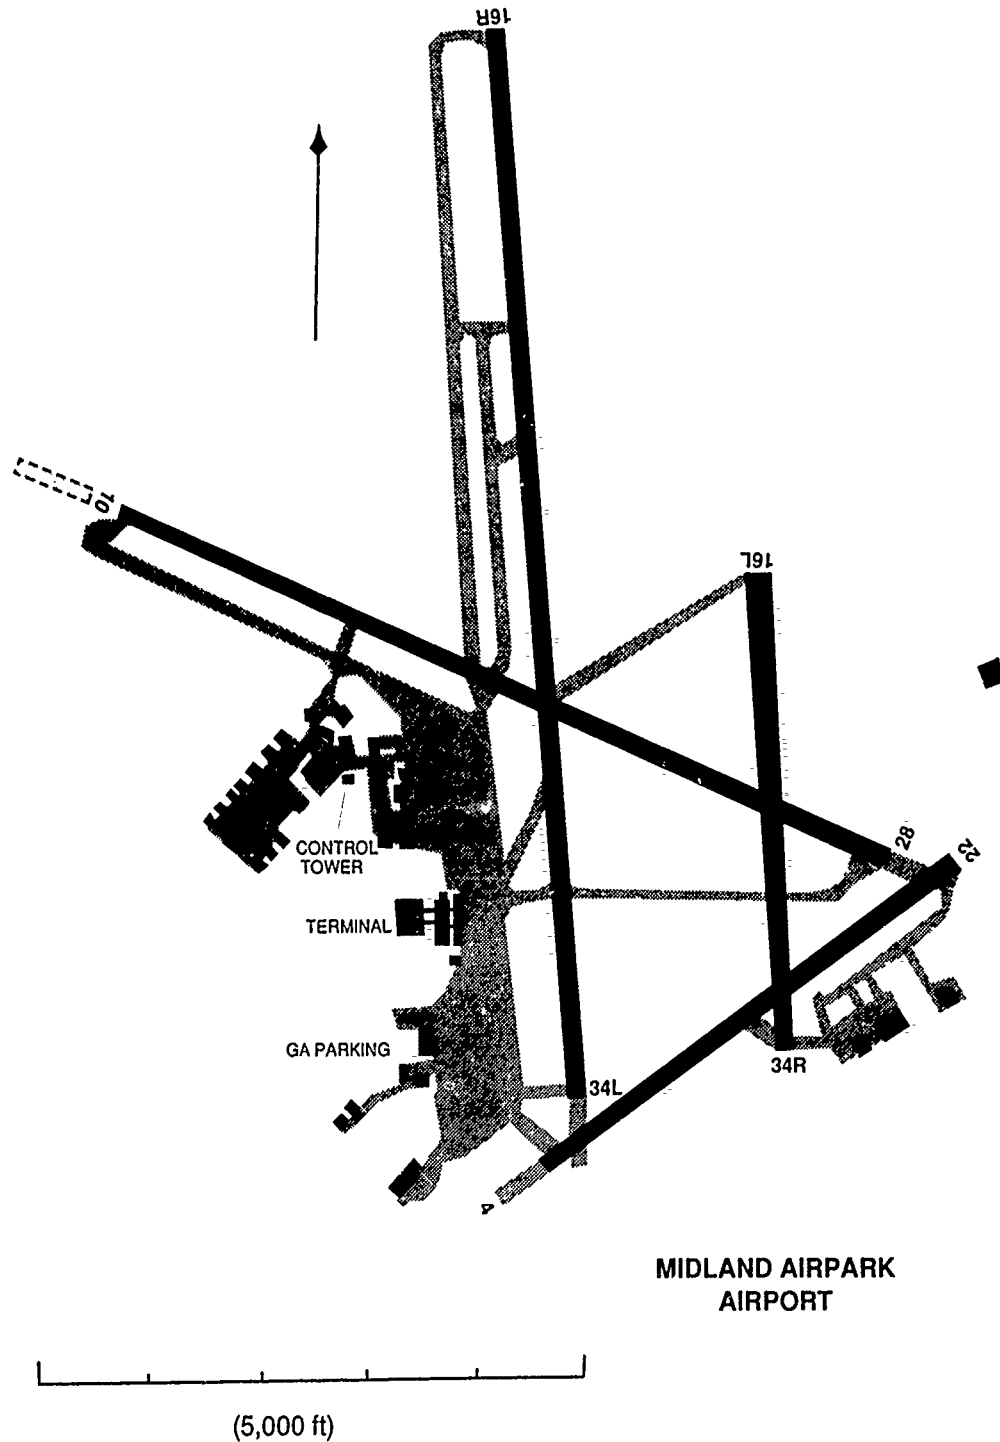 16R
10
16L
28
22
CONTROL
TOWER
TERMINAL
GA PARKING
34R
34L
4
MIDLAND AIRPARK
AIRPORT
(5,000 ft)